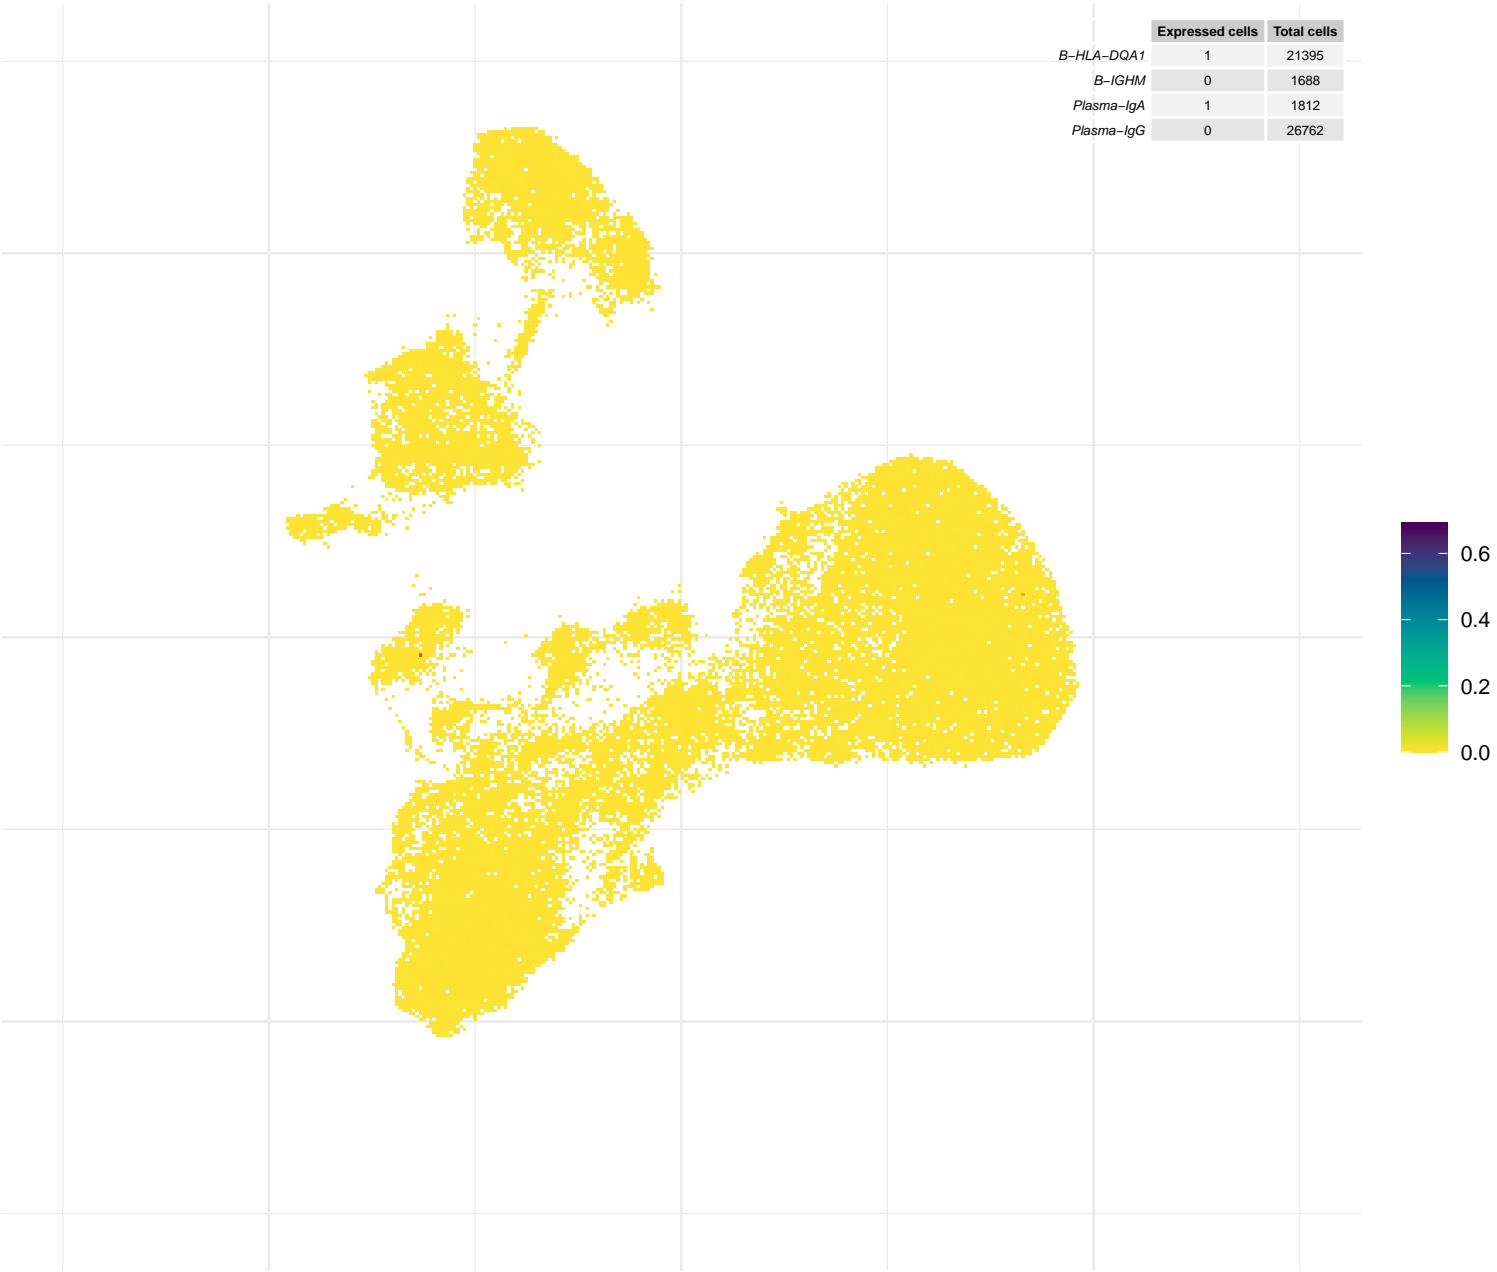 Expressed cells Total cells
B−HLA−DQA1 1 21395
B−IGHM 0 1688
Plasma−IgA 1 1812
Plasma−IgG 0 26762
0.6
0.4
0.2
0.0